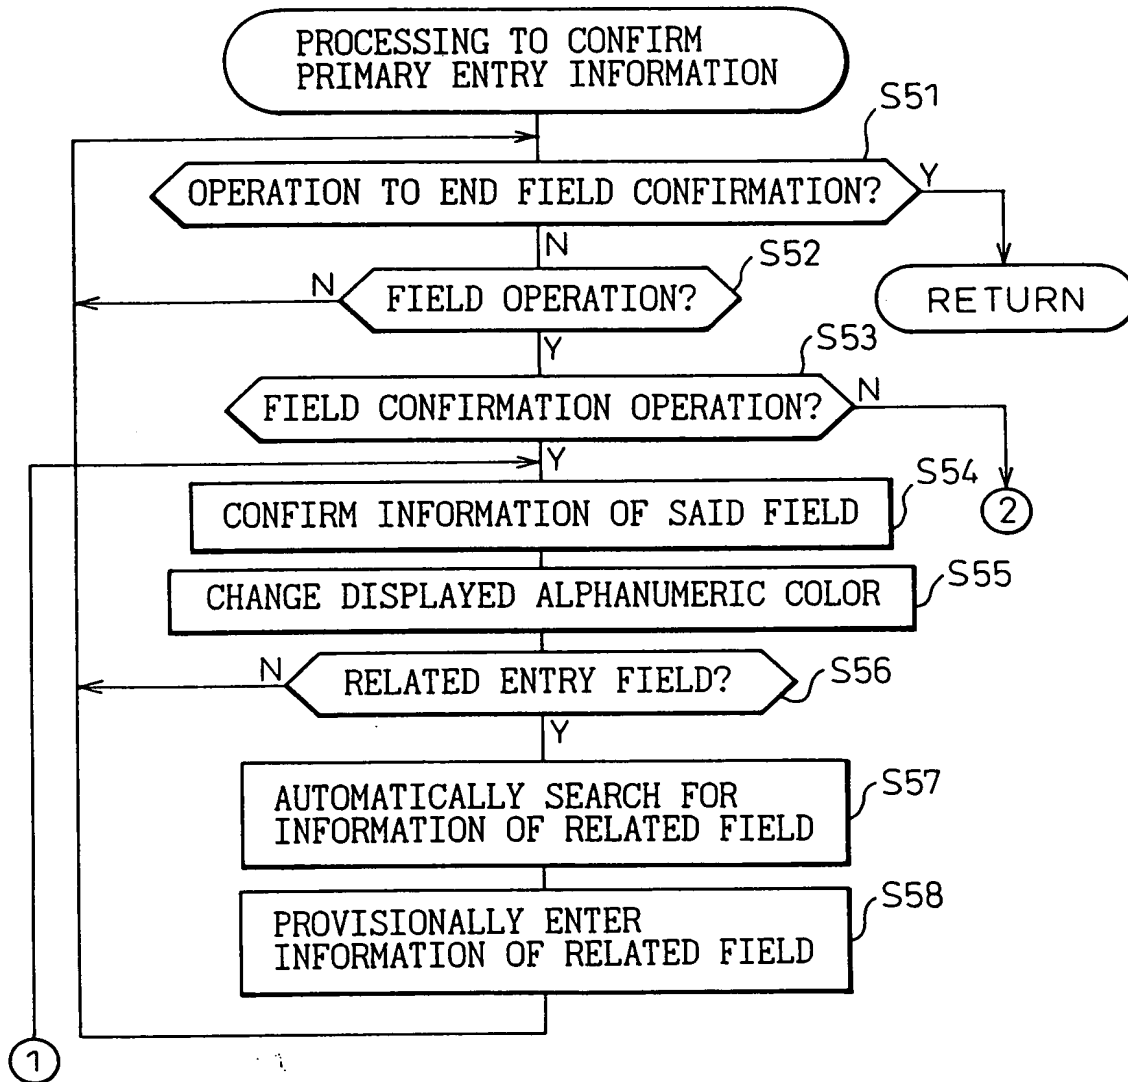 PROCESSING TO CONFIRM
PRIMARY ENTRY INFORMATION
S51
OPERATION TO END FIELD CONFIRMATION?
Y
N
S52
N
FIELD OPERATION?
RETURN
Y
S53
FIELD CONFIRMATION OPERATION?
N
Y
S54
CONFIRM INFORMATION OF SAID FIELD
2
S55
CHANGE DISPLAYED ALPHANUMERIC COLOR
N
RELATED ENTRY FIELD?
S56
Y
S57
AUTOMATICALLY SEARCH FOR
INFORMATION OF RELATED FIELD
S58
PROVISIONALLY ENTER
INFORMATION OF RELATED FIELD
1